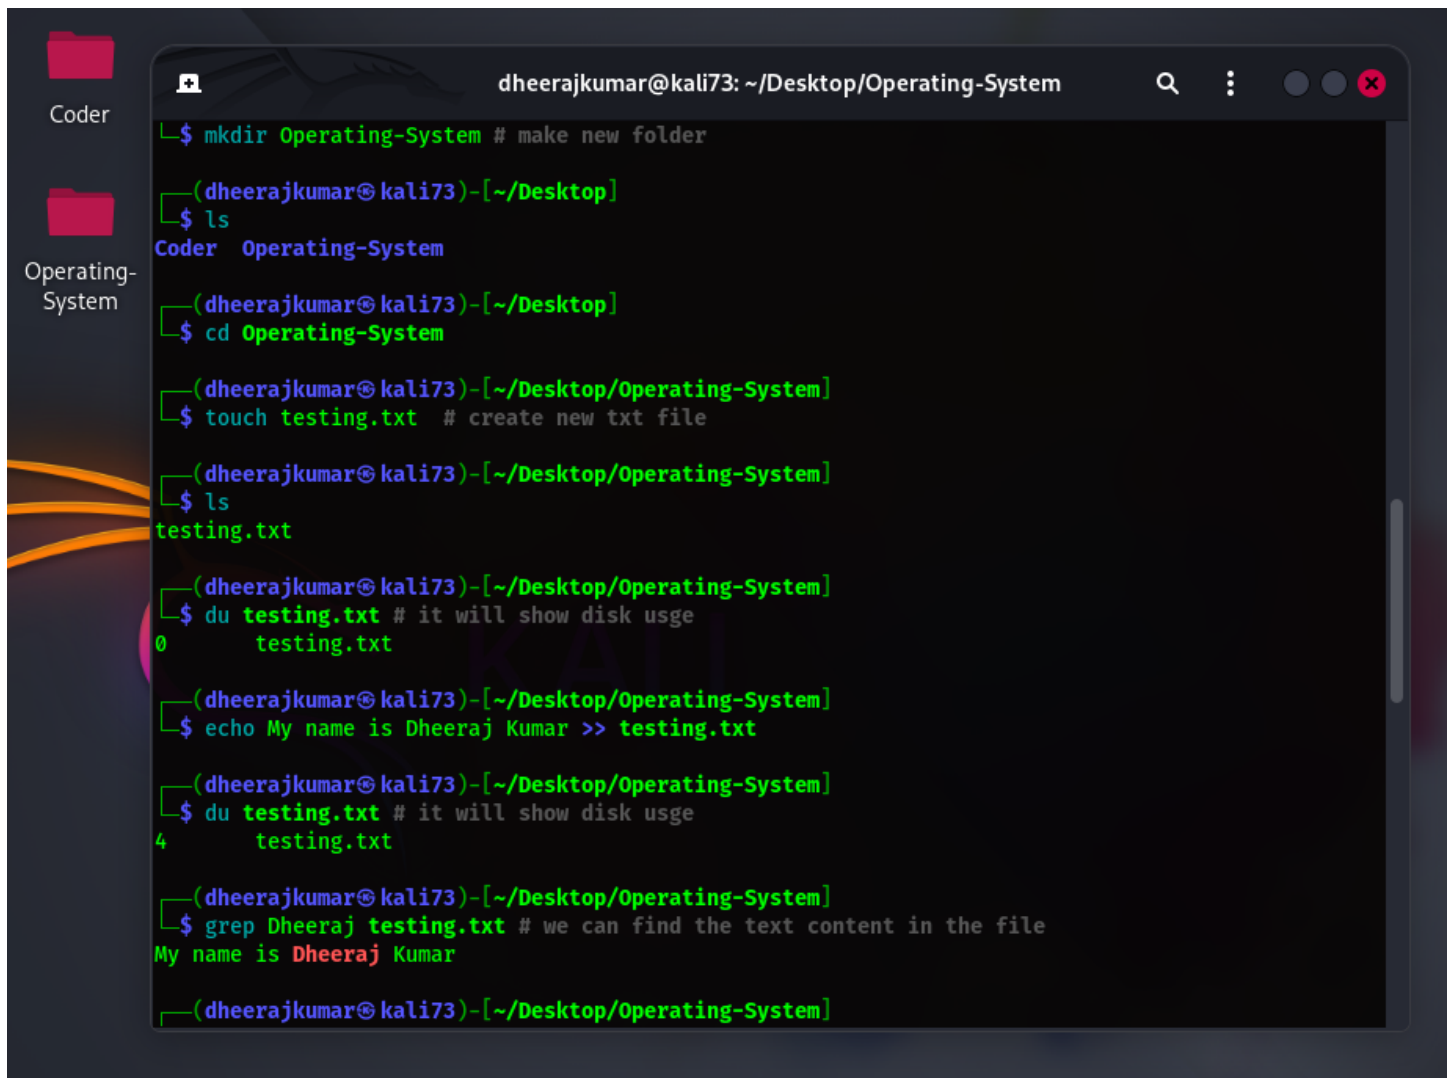 Coder
Operating-
System
dheerajkumar@kali73: ~/Desktop/Operating-System
└─$ mkdir Operating-System # make new folder
┌──(dheerajkumar㉿kali73)-[~/Desktop]
└─$ ls
Coder  Operating-System
┌──(dheerajkumar㉿kali73)-[~/Desktop]
└─$ cd Operating-System
┌──(dheerajkumar㉿kali73)-[~/Desktop/Operating-System]
└─$ touch testing.txt  # create new txt file
┌──(dheerajkumar㉿kali73)-[~/Desktop/Operating-System]
└─$ ls
testing.txt
┌──(dheerajkumar㉿kali73)-[~/Desktop/Operating-System]
└─$ du testing.txt # it will show disk usge
0       testing.txt
┌──(dheerajkumar㉿kali73)-[~/Desktop/Operating-System]
└─$ echo My name is Dheeraj Kumar >> testing.txt
┌──(dheerajkumar㉿kali73)-[~/Desktop/Operating-System]
└─$ du testing.txt # it will show disk usge
4       testing.txt
┌──(dheerajkumar㉿kali73)-[~/Desktop/Operating-System]
└─$ grep Dheeraj testing.txt # we can find the text content in the file
My name is Dheeraj Kumar
┌──(dheerajkumar㉿kali73)-[~/Desktop/Operating-System]
KALI